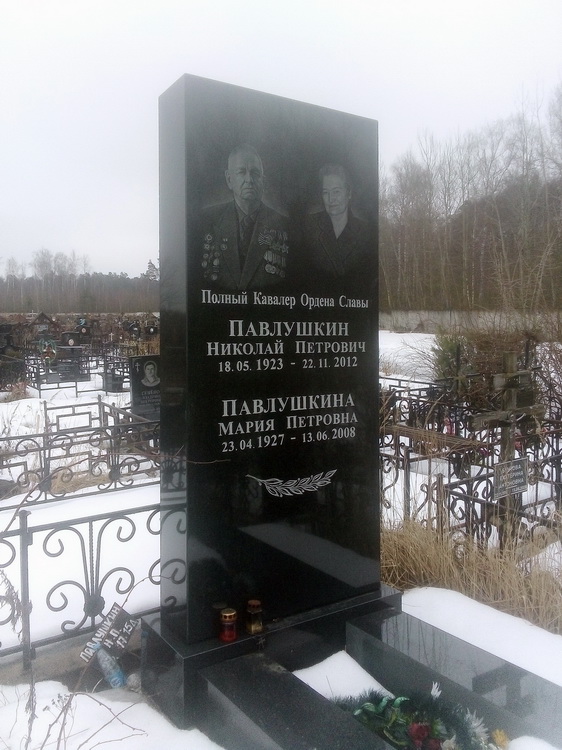 Полный Кавалер Ордена Славы
ПАВЛУШКИН
НИКОЛАЙ ПЕТРОВИЧ
18.05.1923 - 22.11.2012
ПАВЛУШКИНА
МАРИЯ ПЕТРОВНА
23.04.1927 - 13.06.2008
ПАВЛУШКИН
Н.П.